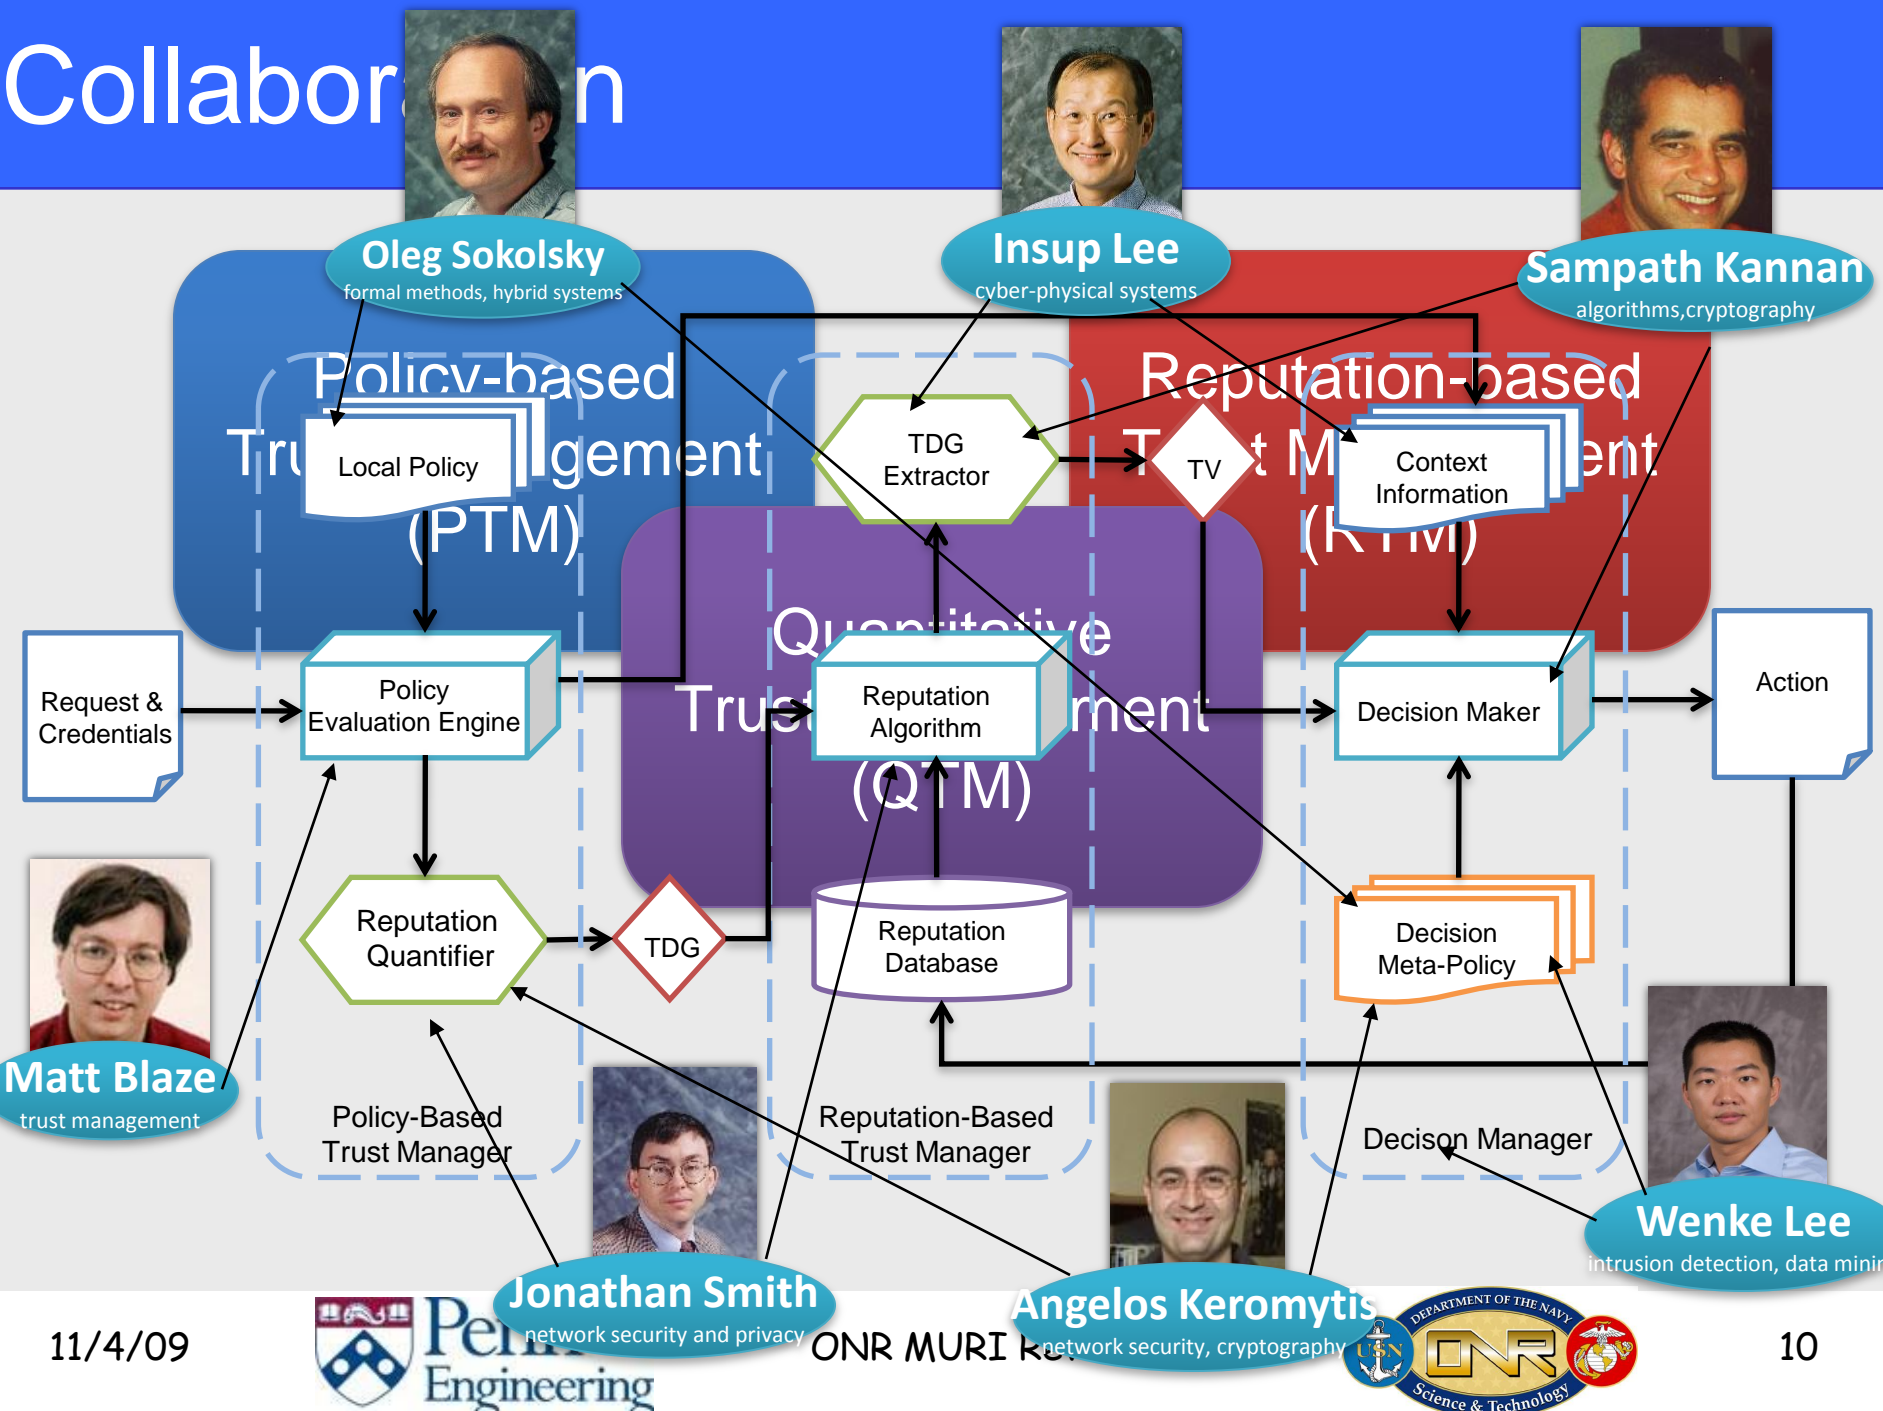 Collabor n
Oleg Sokolsky
formal methods, hybrid systems
Insup Lee
cyber-physical systems
Sampath Kannan
algorithms,cryptography
Policy-based
gement
(PTM)
Reputation-based
(RTM)
Quantitative
(QTM)
Local Policy
TDG
Extractor
TV
Context
Information
Request &
Credentials
Policy
Evaluation Engine
Reputation
Algorithm
Decision Maker
Action
Reputation
Quantifier
TDG
Reputation
Database
Decision
Meta-Policy
Matt Blaze
trust management
Policy-Based
Trust Manager
Reputation-Based
Trust Manager
Decison Manager
Wenke Lee
intrusion detection, data minin
Jonathan Smith
network security and privacy
Angelos Keromytis
network security, cryptography
11/4/09
Engineering
ONR MURI
DEPARTMENT OF THE NAVY
USN
ONR
Science & Technology
10